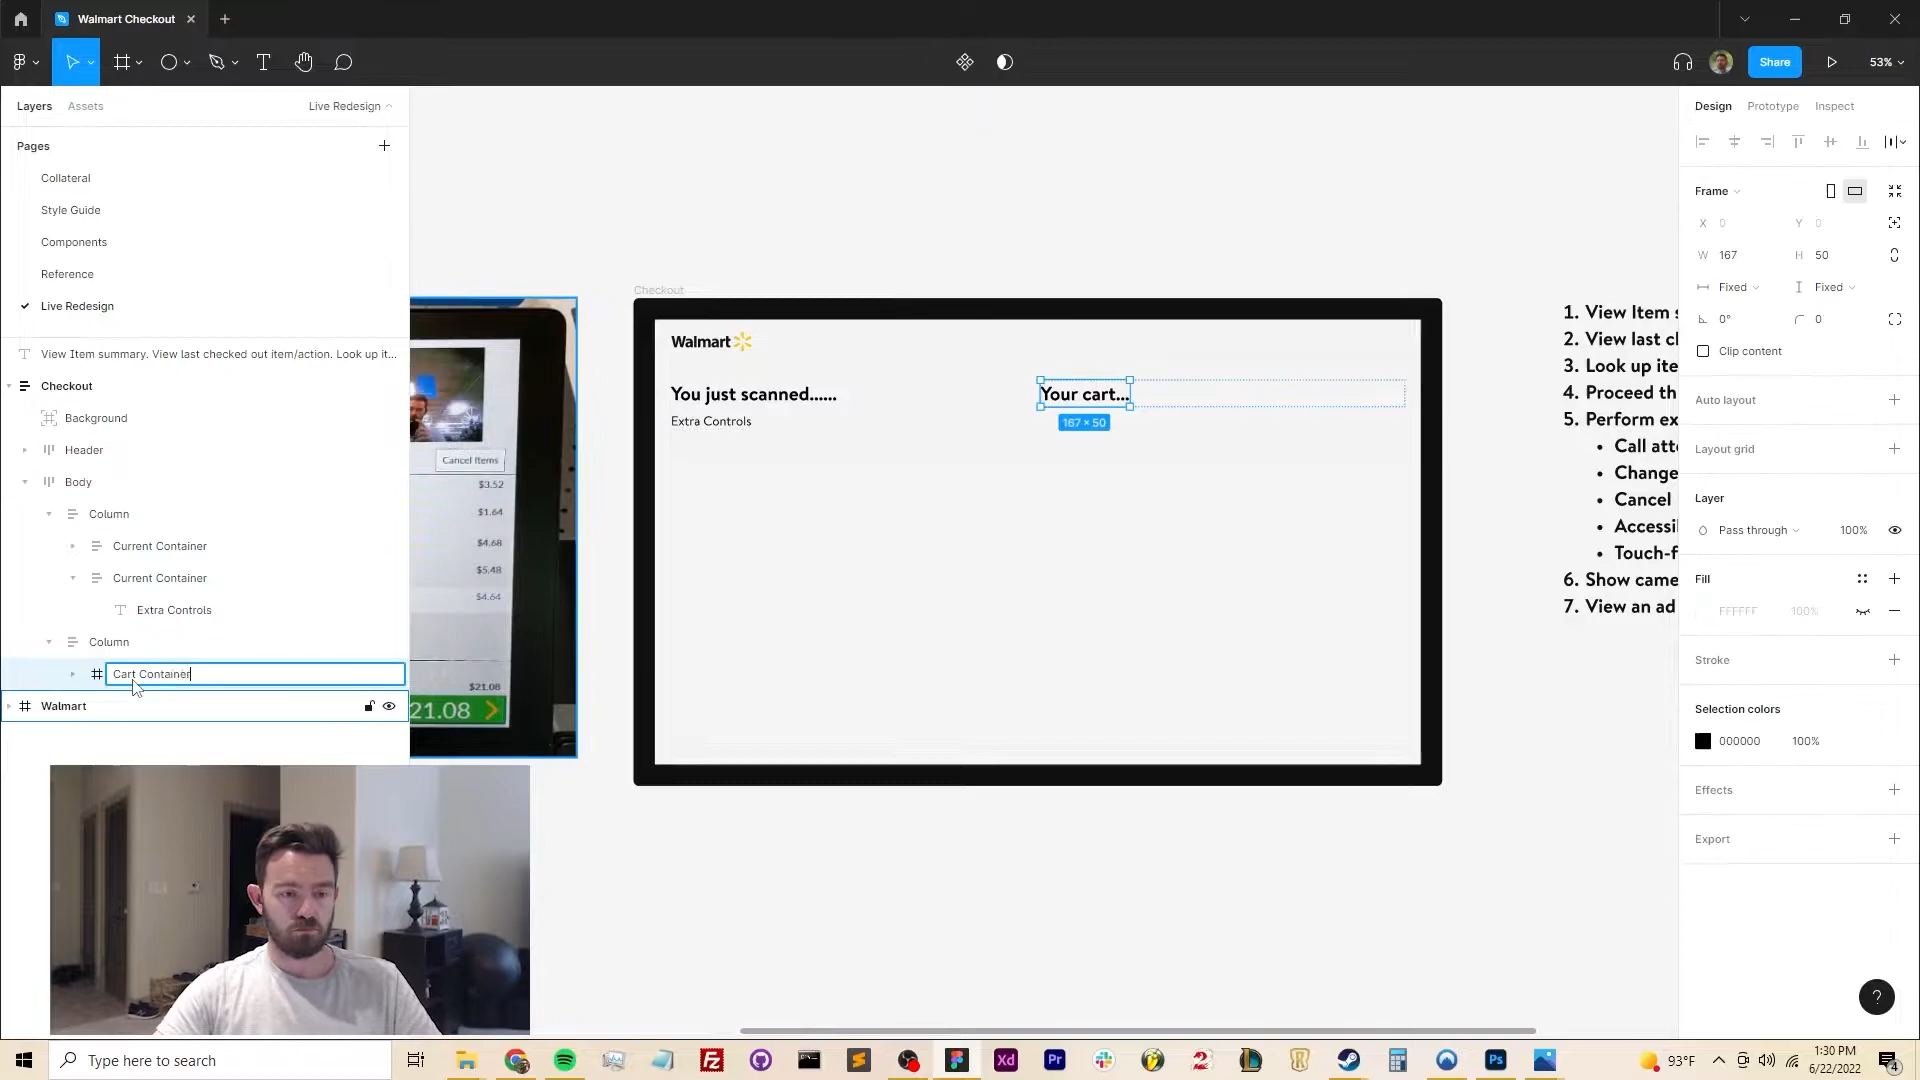 Walmart Checkout
Share
53%
Layers
Assets
Live Redesign
Pages
Collateral
Style Guide
Components
Reference
Live Redesign
View Item summary. View last checked out item/action. Look up it...
Checkout
Background
Header
Body
Column
Current Container
Current Container
Extra Controls
Column
Cart Container
Walmart
Cancel Items
$3.52
$1.64
$4.68
$5.48
$4.64
$21.08
21.08
Checkout
Walmart
You just scanned......
Extra Controls
Your cart...
167 × 50
1. View Item s
2. View last cl
3. Look up ite
4. Proceed th
5. Perform ex
• Call atte
• Change
• Cancel
• Accessi
• Touch-f
6. Show came
7. View an ad
Design
Prototype
Inspect
Frame
X 0
Y 0
W 167
H 50
Fixed
Fixed
0°
0
Clip content
Auto layout
Layout grid
Layer
Pass through
100%
Fill
FFFFFF
100%
Stroke
Selection colors
000000
100%
Effects
Export
?
Type here to search
Xd
Pr
Ps
93°F
1:30 PM
6/22/2022
4